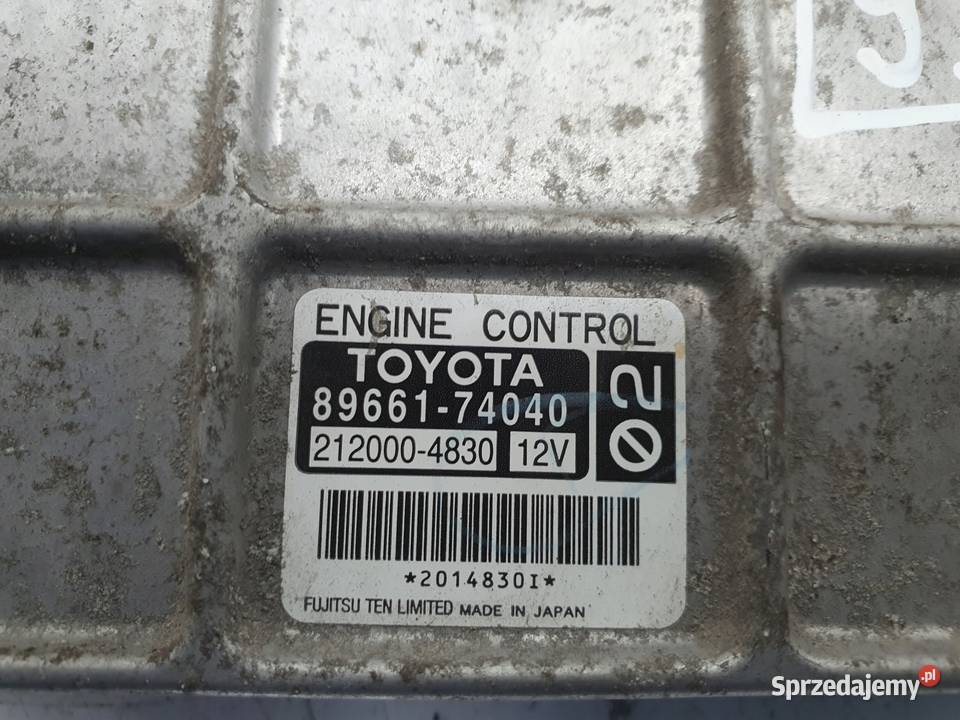 ENGINE CONTROL
TOYOTA
89661-74040
212000-4830 12V
02
*2014830I*
FUJITSU TEN LIMITED MADE IN JAPAN
Sprzedajemy.pl